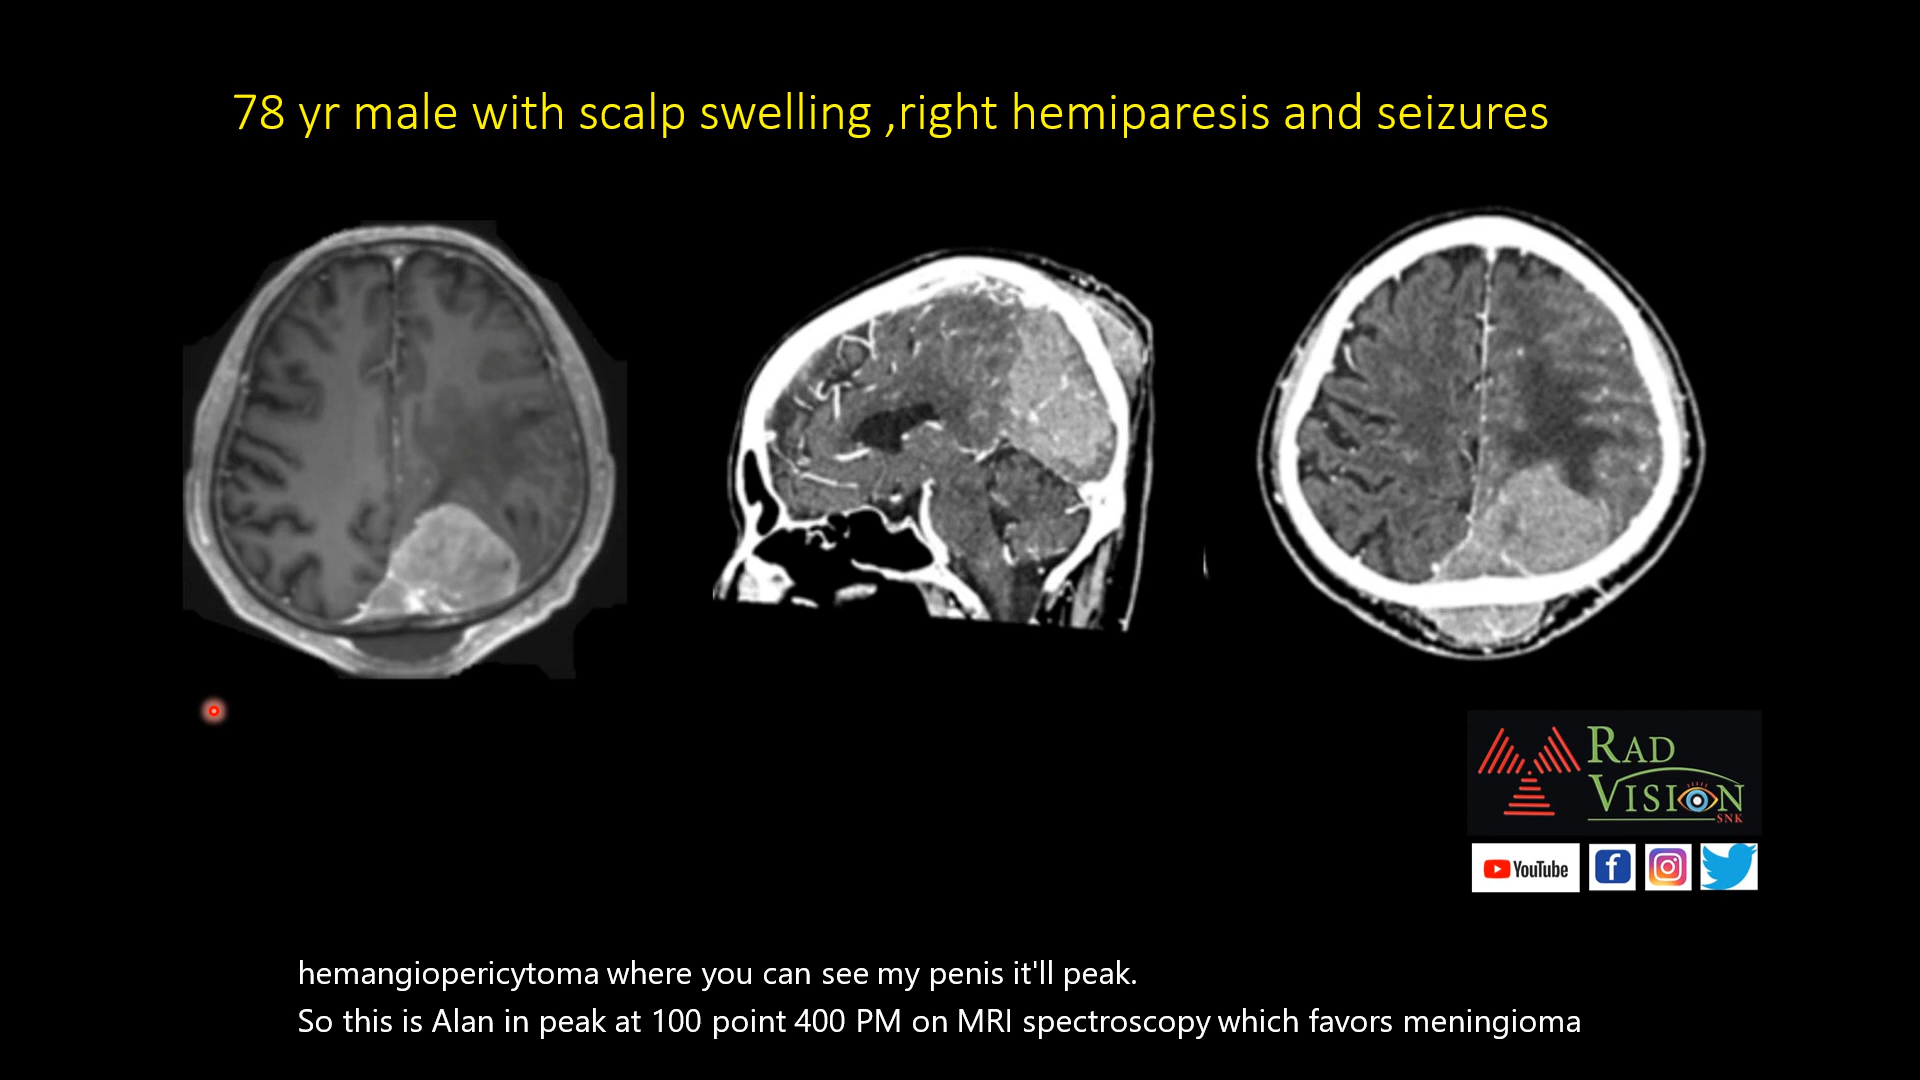 78 yr male with scalp swelling ,right hemiparesis and seizures
RAD
VISION
SNK
YouTube
hemangiopericytoma where you can see my penis it'll peak.
So this is Alan in peak at 100 point 400 PM on MRI spectroscopy which favors meningioma